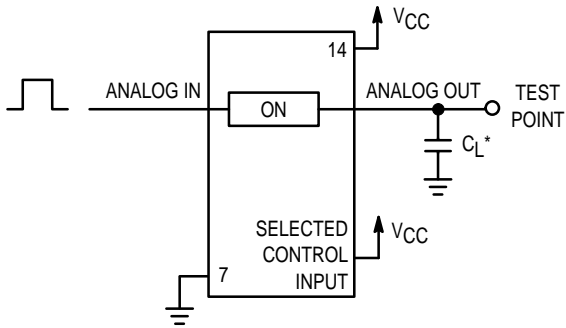 VCC
14
ANALOG IN
ON
ANALOG OUT
TEST
POINT
CL*
SELECTED
CONTROL
INPUT
VCC
7